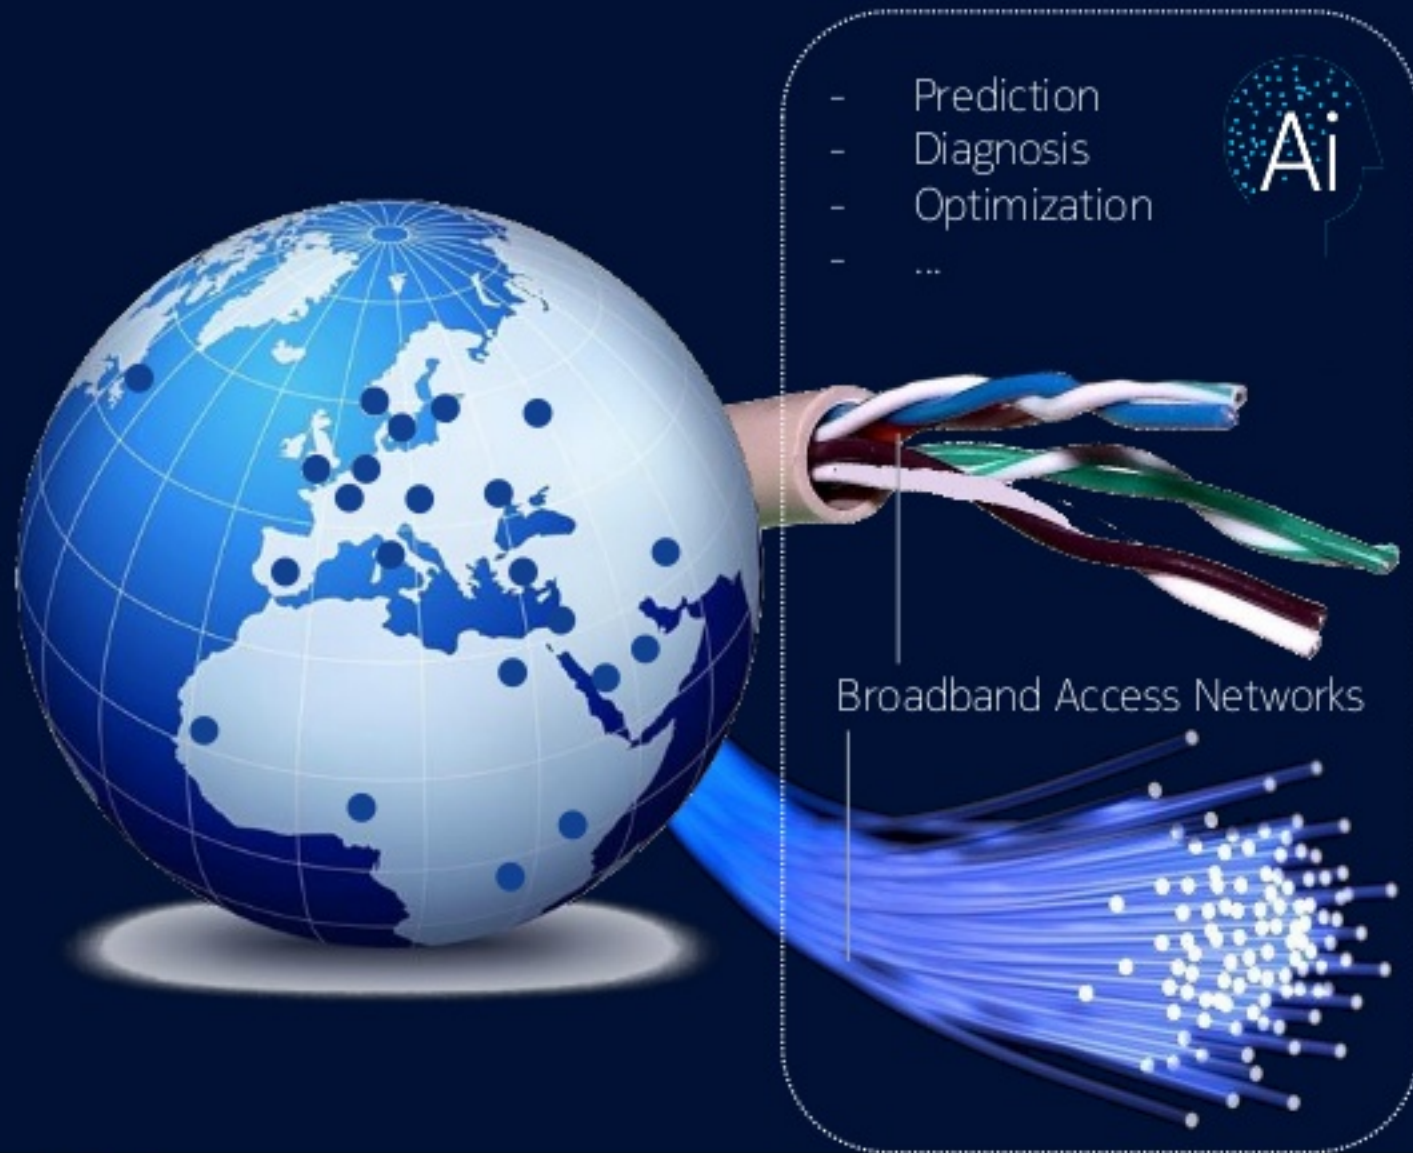 - Prediction
- Diagnosis
- Optimization
- ...
Ai
Broadband Access Networks